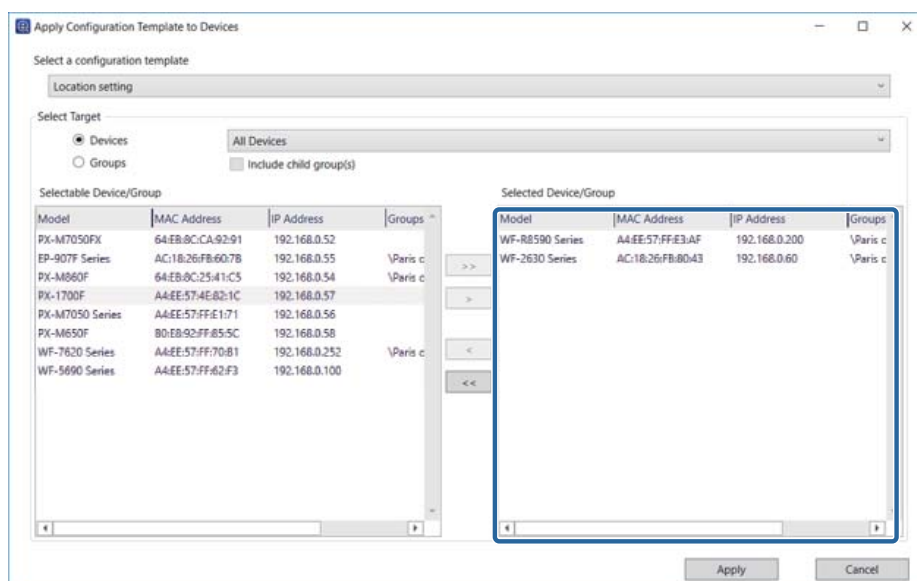 Apply Configuration Template to Devices
Select a configuration template
Location setting
Select Target
Devices
All Devices
Groups
Include child group(s)
Selectable Device/Group
Model MAC Address IP Address Groups
PX-M7050FX 64:EB:8C:CA:92:91 192.168.0.52
EP-907F Series AC:18:26:FB:60:7B 192.168.0.55 \Paris c
PX-M860F 64:EB:8C:25:41:C5 192.168.0.54 \Paris c
PX-1700F A4:EE:57:4E:82:1C 192.168.0.57
PX-M7050 Series A4:EE:57:FF:E1:71 192.168.0.56
PX-M650F B0:E8:92:FF:85:5C 192.168.0.58
WF-7620 Series A4:EE:57:FF:70:81 192.168.0.252 \Paris c
WF-5690 Series A4:EE:57:FF:62:F3 192.168.0.100
>>
>
<
<<
Selected Device/Group
Model MAC Address IP Address Groups
WF-R8590 Series A4:EE:57:FF:E3:AF 192.168.0.200 \Paris c
WF-2630 Series AC:18:26:FB:80:43 192.168.0.60 \Paris c
Apply Cancel